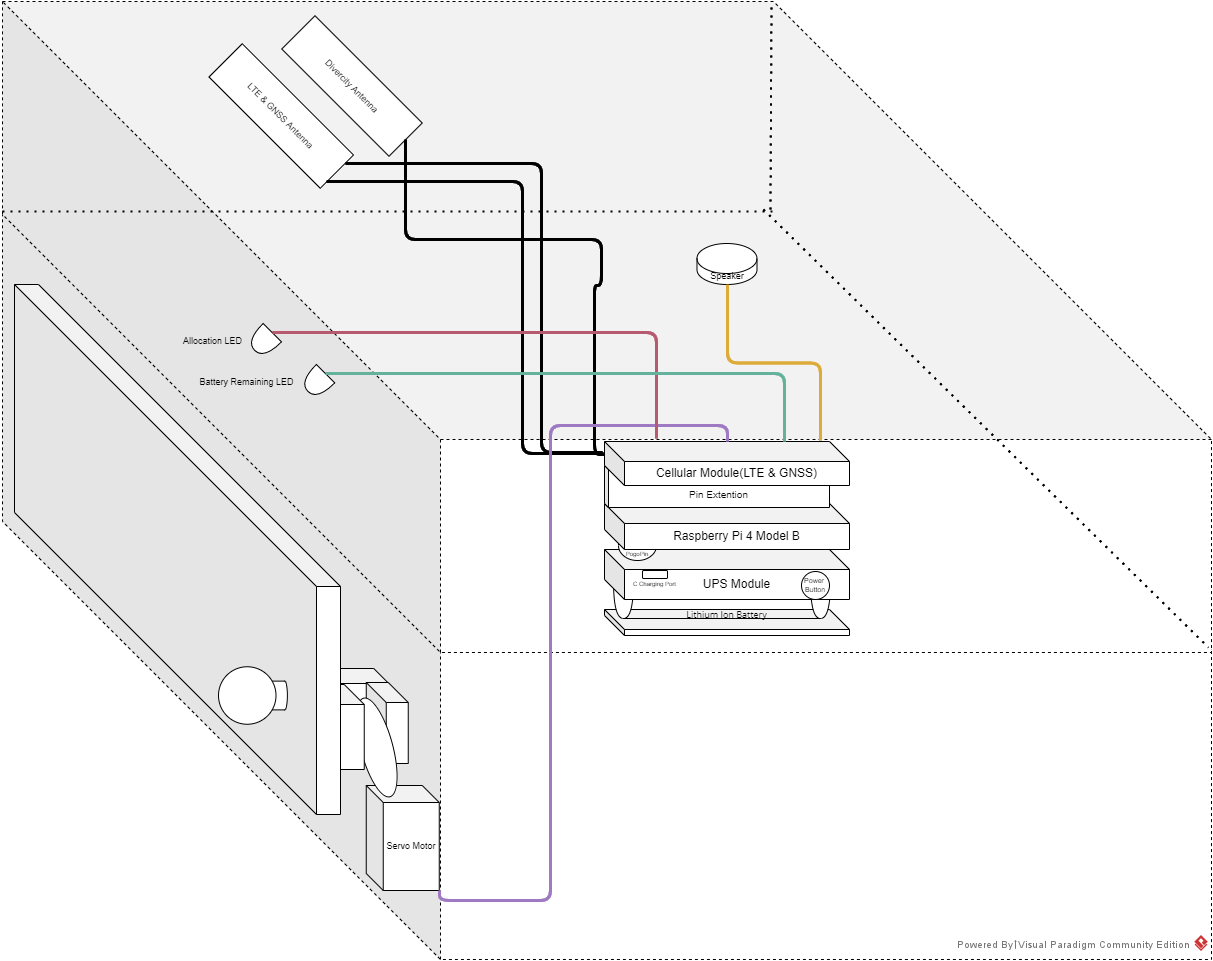 Divercity Antenna
LTE & GNSS Antenna
Speaker
Allocation LED
Battery Remaining LED
Cellular Module(LTE & GNSS)
Pin Extention
Raspberry Pi 4 Model B
PogoPin
C Charging Port
UPS Module
Power
Button
Lithium Ion Battery
Servo Motor
Powered By Visual Paradigm Community Edition